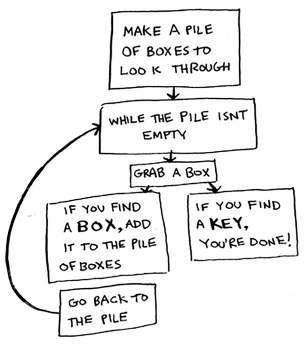 MAKE A PILE
OF BOXES TO
LOOK THROUGH
WHILE THE PILE ISNT
EMPTY
GRAB A BOX
IF YOU FIND
A BOX, ADD
IT TO THE PILE
OF BOXES
IF YOU FIND
A KEY,
YOU'RE DONE!
GO BACK TO
THE PILE